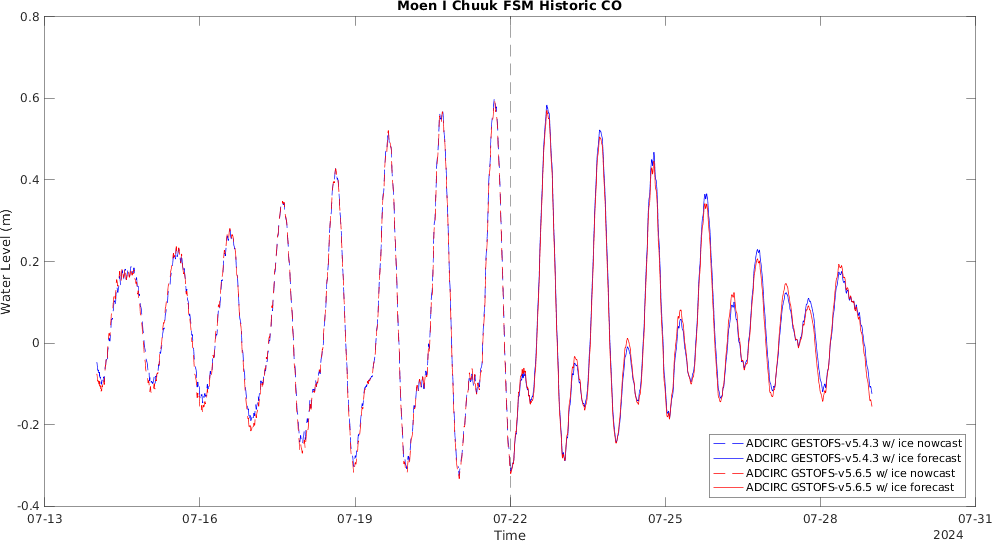 Moen I Chuuk FSM Historic CO
0.8
0.6
0.4
0.2
0
-0.2
-0.4
Water Level (m)
07-13
07-16
07-19
07-22
07-25
07-28
07-31
Time
2024
ADCIRC GESTOFS-v5.4.3 w/ ice nowcast
ADCIRC GESTOFS-v5.4.3 w/ ice forecast
ADCIRC GSTOFS-v5.6.5 w/ ice nowcast
ADCIRC GSTOFS-v5.6.5 w/ ice forecast